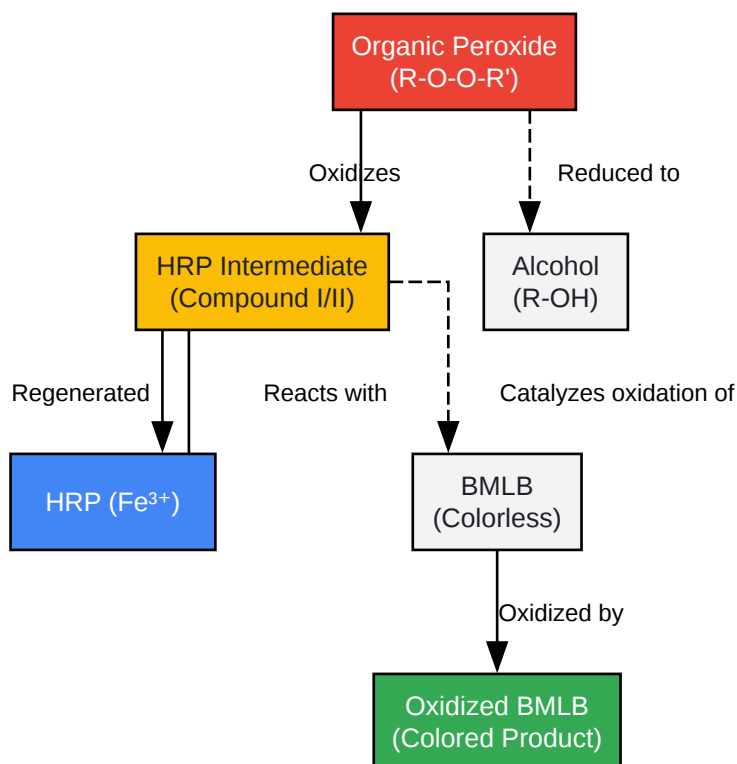 Organic Peroxide
(R-O-O-R')
Oxidizes
Reduced to
HRP Intermediate
(Compound I/II)
Alcohol
(R-OH)
Regenerated
Reacts with
Catalyzes oxidation of
HRP (Fe³⁺)
BMLB
(Colorless)
Oxidized by
Oxidized BMLB
(Colored Product)